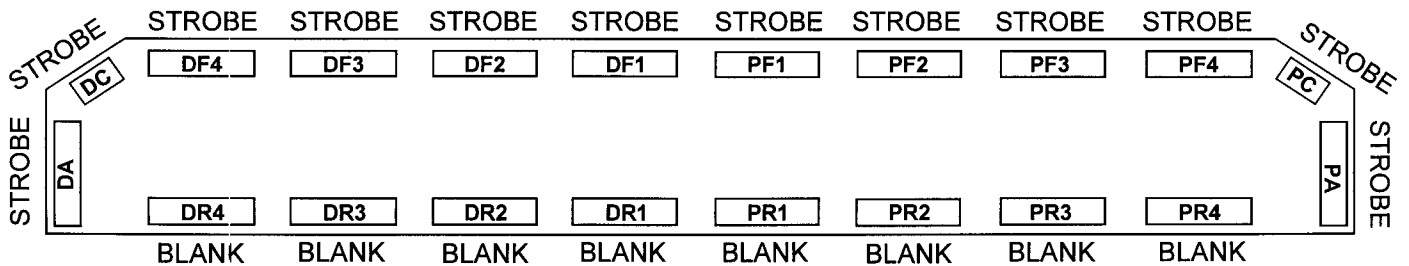 STROBE STROBE STROBE STROBE STROBE STROBE STROBE STROBE STROBE STROBE
DC DF4 DF3 DF2 DF1 PF1 PF2 PF3 PF4 PC
STROBE DA PA STROBE
DR4 DR3 DR2 DR1 PR1 PR2 PR3 PR4
BLANK BLANK BLANK BLANK BLANK BLANK BLANK BLANK